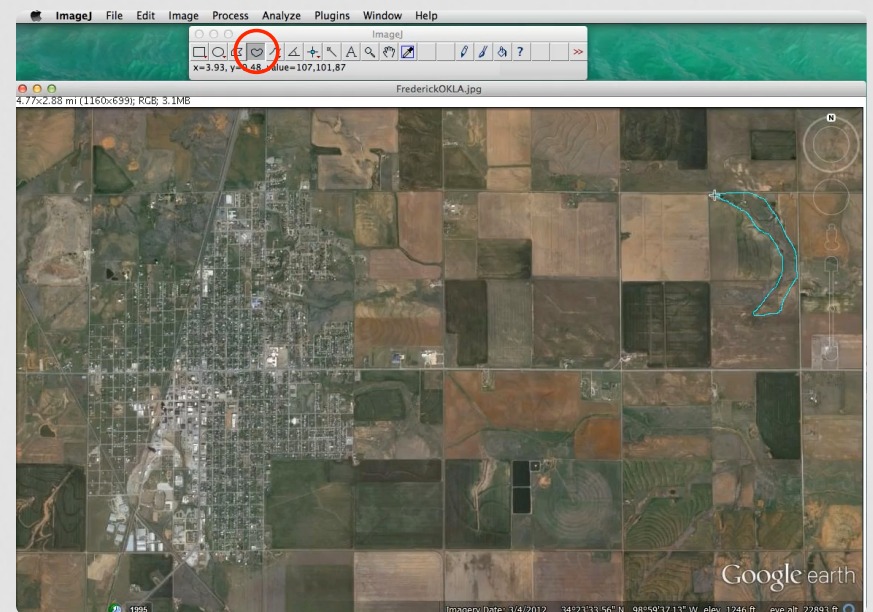 ImageJ File Edit Image Process Analyze Plugins Window Help
ImageJ
A ? >>
x=3.93, y=0.48, value=107,101,87
FrederickOKLA.jpg
4.77x2.88 mi (1160x699); RGB; 3.1MB
N
Google earth
1995
Imagery Date: 3/4/2012 34°23'33.56" N 98°59'37.13" W elev 1246 ft eye alt 22893 ft